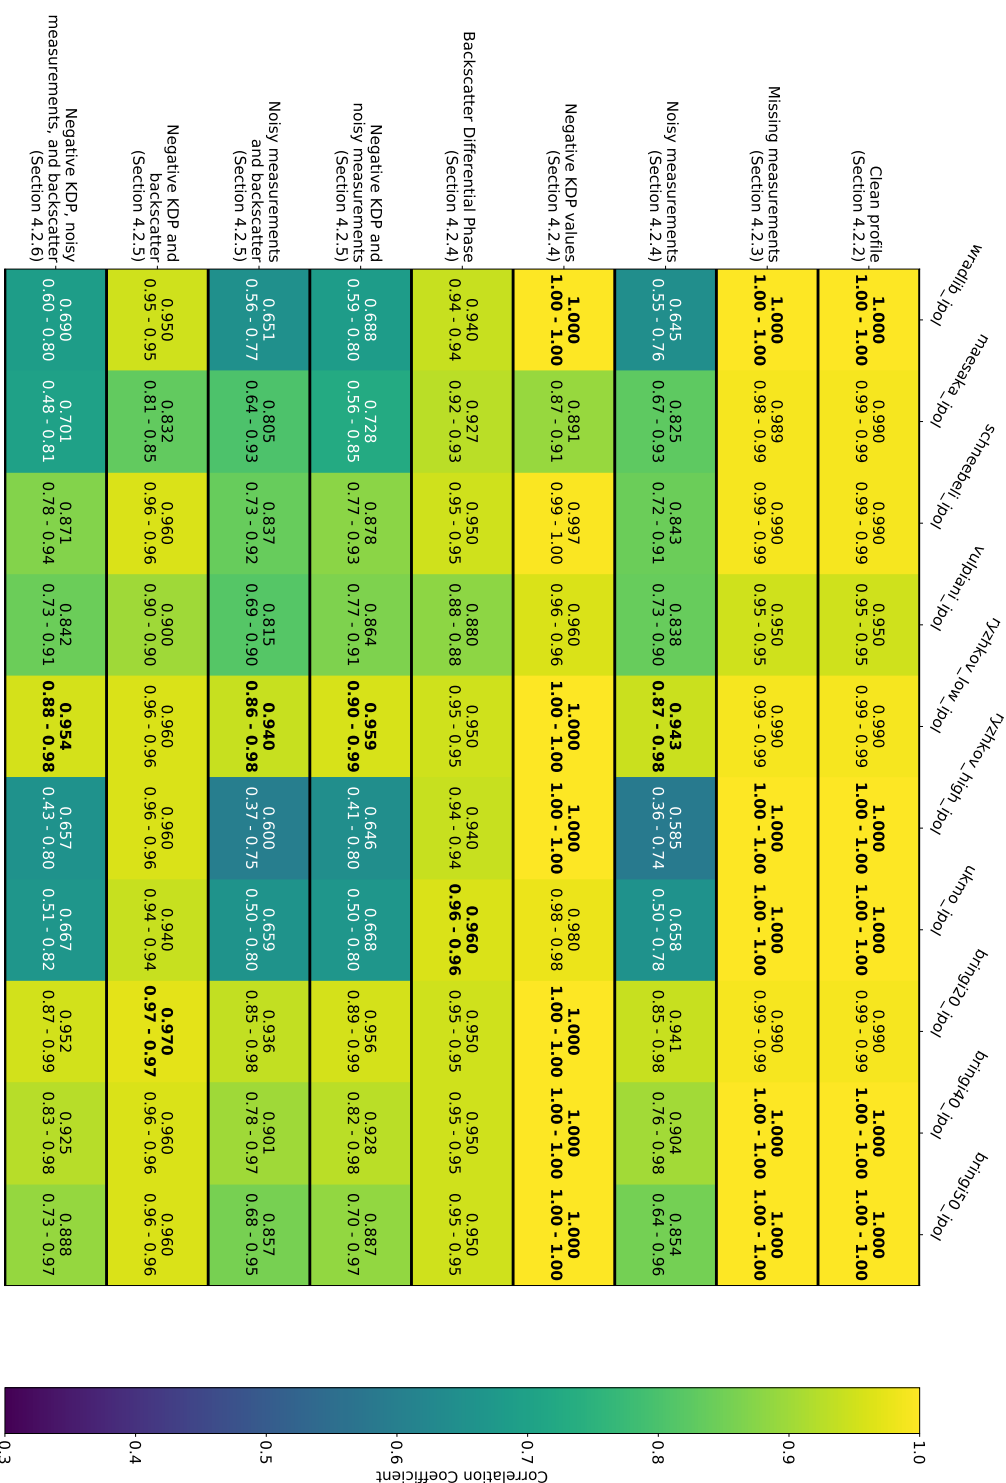 wradlib_ipol
maesaka_ipol
schneebeli_ipol
vulpiani_ipol
ryzhkov_low_ipol
ryzhkov_high_ipol
ukmo_ipol
bringi20_ipol
bringi40_ipol
bringi50_ipol
Clean profile
(Section 4.2.2)
1.000
1.00 - 1.00
0.990
0.99 - 0.99
0.990
0.99 - 0.99
0.950
0.95 - 0.95
0.990
0.99 - 0.99
1.000
1.00 - 1.00
1.000
1.00 - 1.00
0.990
0.99 - 0.99
1.000
1.00 - 1.00
1.000
1.00 - 1.00
Missing measurements
(Section 4.2.3)
1.000
1.00 - 1.00
0.989
0.98 - 0.99
0.990
0.99 - 0.99
0.950
0.95 - 0.95
0.990
0.99 - 0.99
1.000
1.00 - 1.00
1.000
1.00 - 1.00
0.990
0.99 - 0.99
1.000
1.00 - 1.00
1.000
1.00 - 1.00
Noisy measurements
(Section 4.2.4)
0.645
0.55 - 0.76
0.825
0.67 - 0.93
0.843
0.72 - 0.91
0.838
0.73 - 0.90
0.943
0.87 - 0.98
0.585
0.36 - 0.74
0.658
0.50 - 0.78
0.941
0.85 - 0.98
0.904
0.76 - 0.98
0.854
0.64 - 0.96
Negative KDP values
(Section 4.2.4)
1.000
1.00 - 1.00
0.891
0.87 - 0.91
0.997
0.99 - 1.00
0.960
0.96 - 0.96
1.000
1.00 - 1.00
1.000
1.00 - 1.00
0.980
0.98 - 0.98
1.000
1.00 - 1.00
1.000
1.00 - 1.00
1.000
1.00 - 1.00
Backscatter Differential Phase
(Section 4.2.4)
0.940
0.94 - 0.94
0.927
0.92 - 0.93
0.950
0.95 - 0.95
0.880
0.88 - 0.88
0.950
0.95 - 0.95
0.940
0.94 - 0.94
0.960
0.96 - 0.96
0.950
0.95 - 0.95
0.950
0.95 - 0.95
0.950
0.95 - 0.95
Negative KDP and
noisy measurements
(Section 4.2.5)
0.688
0.59 - 0.80
0.728
0.56 - 0.85
0.878
0.77 - 0.93
0.864
0.77 - 0.91
0.959
0.90 - 0.99
0.646
0.41 - 0.80
0.668
0.50 - 0.80
0.956
0.89 - 0.99
0.928
0.82 - 0.98
0.887
0.70 - 0.97
Noisy measurements
and backscatter
(Section 4.2.5)
0.651
0.56 - 0.77
0.805
0.64 - 0.93
0.837
0.73 - 0.92
0.815
0.69 - 0.90
0.940
0.86 - 0.98
0.600
0.37 - 0.75
0.659
0.50 - 0.80
0.936
0.85 - 0.98
0.901
0.78 - 0.97
0.857
0.68 - 0.95
Negative KDP and
backscatter
(Section 4.2.5)
0.950
0.95 - 0.95
0.832
0.81 - 0.85
0.960
0.96 - 0.96
0.900
0.90 - 0.90
0.960
0.96 - 0.96
0.960
0.96 - 0.96
0.940
0.94 - 0.94
0.970
0.97 - 0.97
0.960
0.96 - 0.96
0.960
0.96 - 0.96
Negative KDP, noisy
measurements, and backscatter
(Section 4.2.6)
0.690
0.60 - 0.80
0.701
0.48 - 0.81
0.871
0.78 - 0.94
0.842
0.73 - 0.91
0.954
0.88 - 0.98
0.657
0.43 - 0.80
0.667
0.51 - 0.82
0.952
0.87 - 0.99
0.925
0.83 - 0.98
0.888
0.73 - 0.97
1.0
0.9
0.8
0.7
0.6
0.5
0.4
0.3
Correlation Coefficient